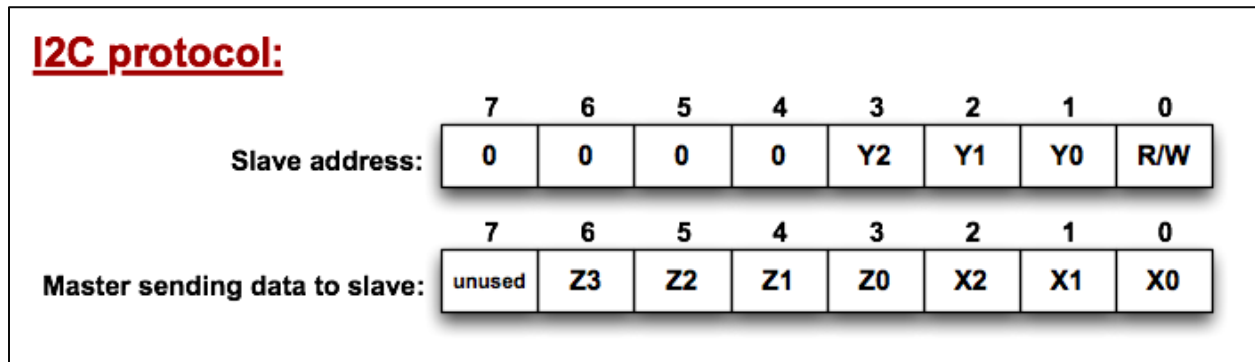 I2C protocol:
7 6 5 4 3 2 1 0
Slave address: 0 0 0 0 Y2 Y1 Y0 R/W
7 6 5 4 3 2 1 0
Master sending data to slave: unused Z3 Z2 Z1 Z0 X2 X1 X0